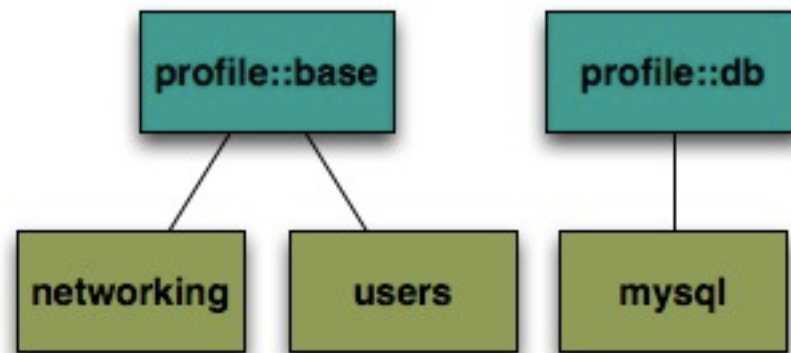 profile::base
profile::db
networking
users
mysql